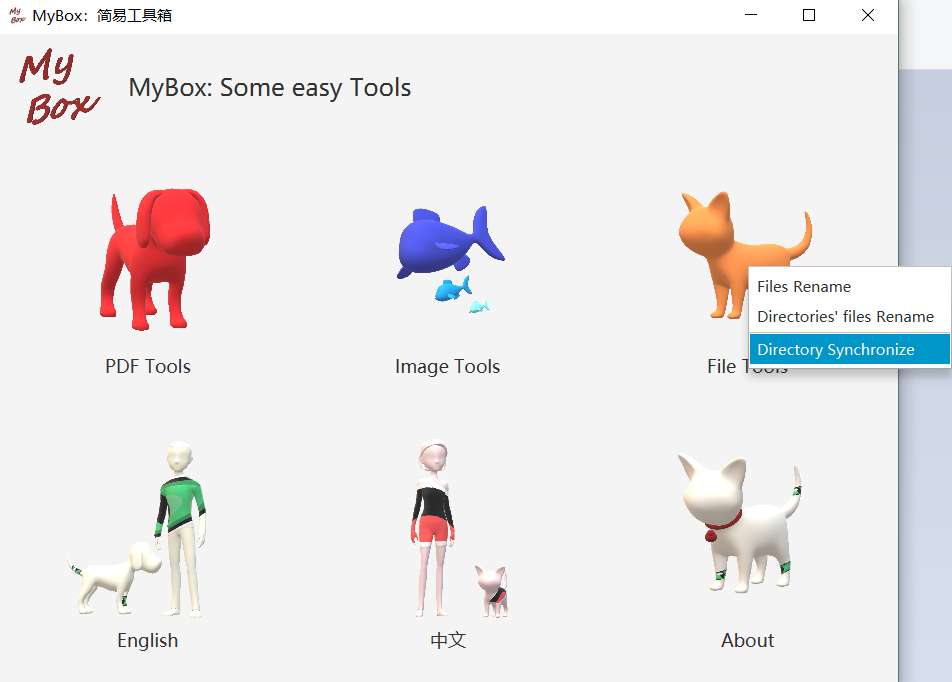 My
Box
MyBox：简易工具箱
My
Box
MyBox: Some easy Tools
PDF Tools
Image Tools
File Tools
Files Rename
Directories' files Rename
Directory Synchronize
English
中文
About